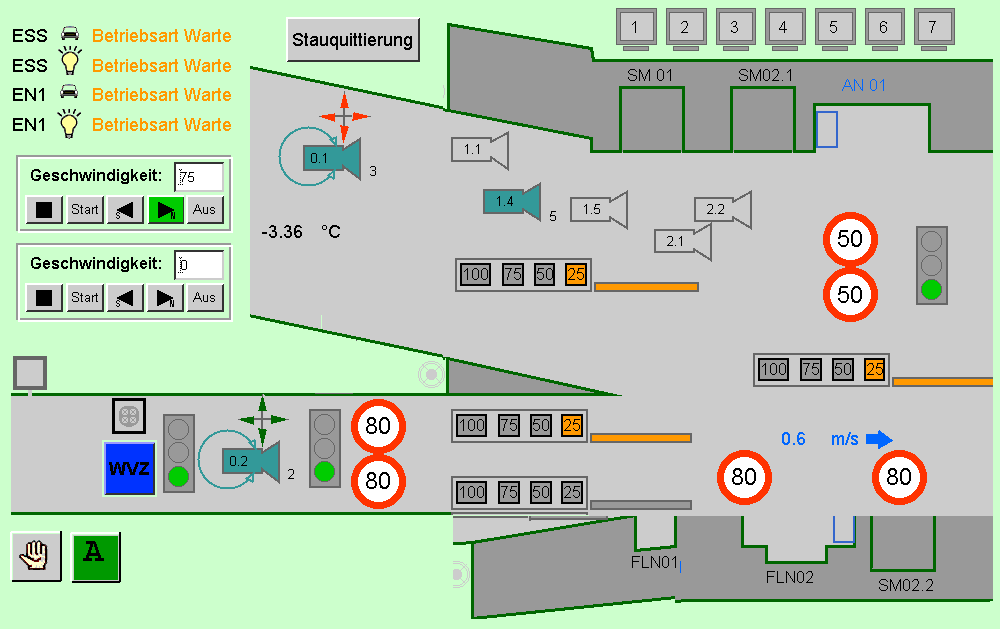 ESS Betriebsart Warte
ESS Betriebsart Warte
EN1 Betriebsart Warte
EN1 Betriebsart Warte
Stauquittierung
1 2 3 4 5 6 7
SM 01
SM02.1
AN 01
Geschwindigkeit: 75
Start S N Aus
Geschwindigkeit: 0
Start S N Aus
0.1
3
1.1
1.4
5
1.5
2.2
2.1
-3.36 °C
100 75 50 25
50
50
100 75 50 25
WVZ
0.2
2
80
80
100 75 50 25
100 75 50 25
0.6 m/s
80
80
A
FLN01
FLN02
SM02.2